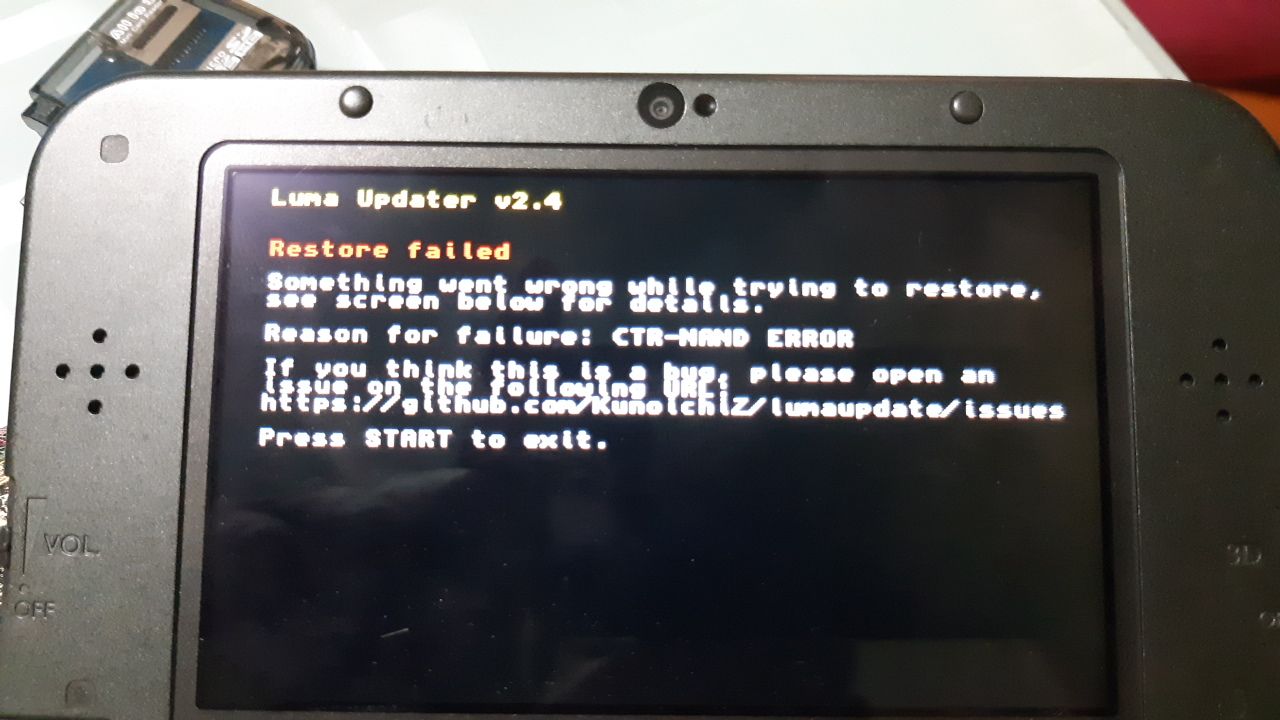 Luma Updater v2.4
Restore failed
Something went wrong while trying to restore,
see screen below for details.
Reason for failure: CTR-NAND ERROR
If you think this is a bug, please open an
issue on the following URL:
https://github.com/KunoichiZ/lumaupdate/issues
Press START to exit.
VOL
OFF
3D